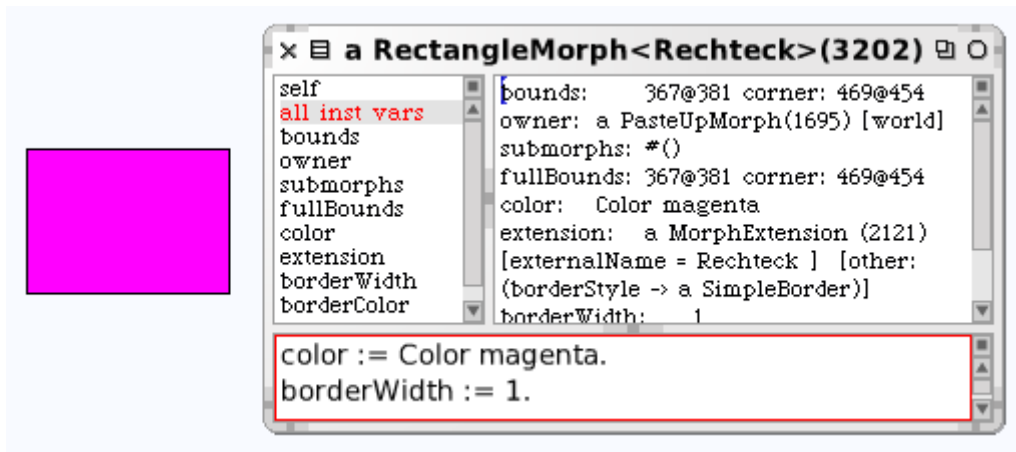 a RectangleMorph<Rechteck>(3202)
self
all inst vars
bounds
owner
submorphs
fullBounds
color
extension
borderWidth
borderColor
bounds: 367@381 corner: 469@454
owner: a PasteUpMorph(1695) [world]
submorphs: #()
fullBounds: 367@381 corner: 469@454
color: Color magenta
extension: a MorphExtension (2121)
[externalName = Rechteck ] [other:
(borderStyle -> a SimpleBorder)]
borderWidth: 1
color := Color magenta.
borderWidth := 1.